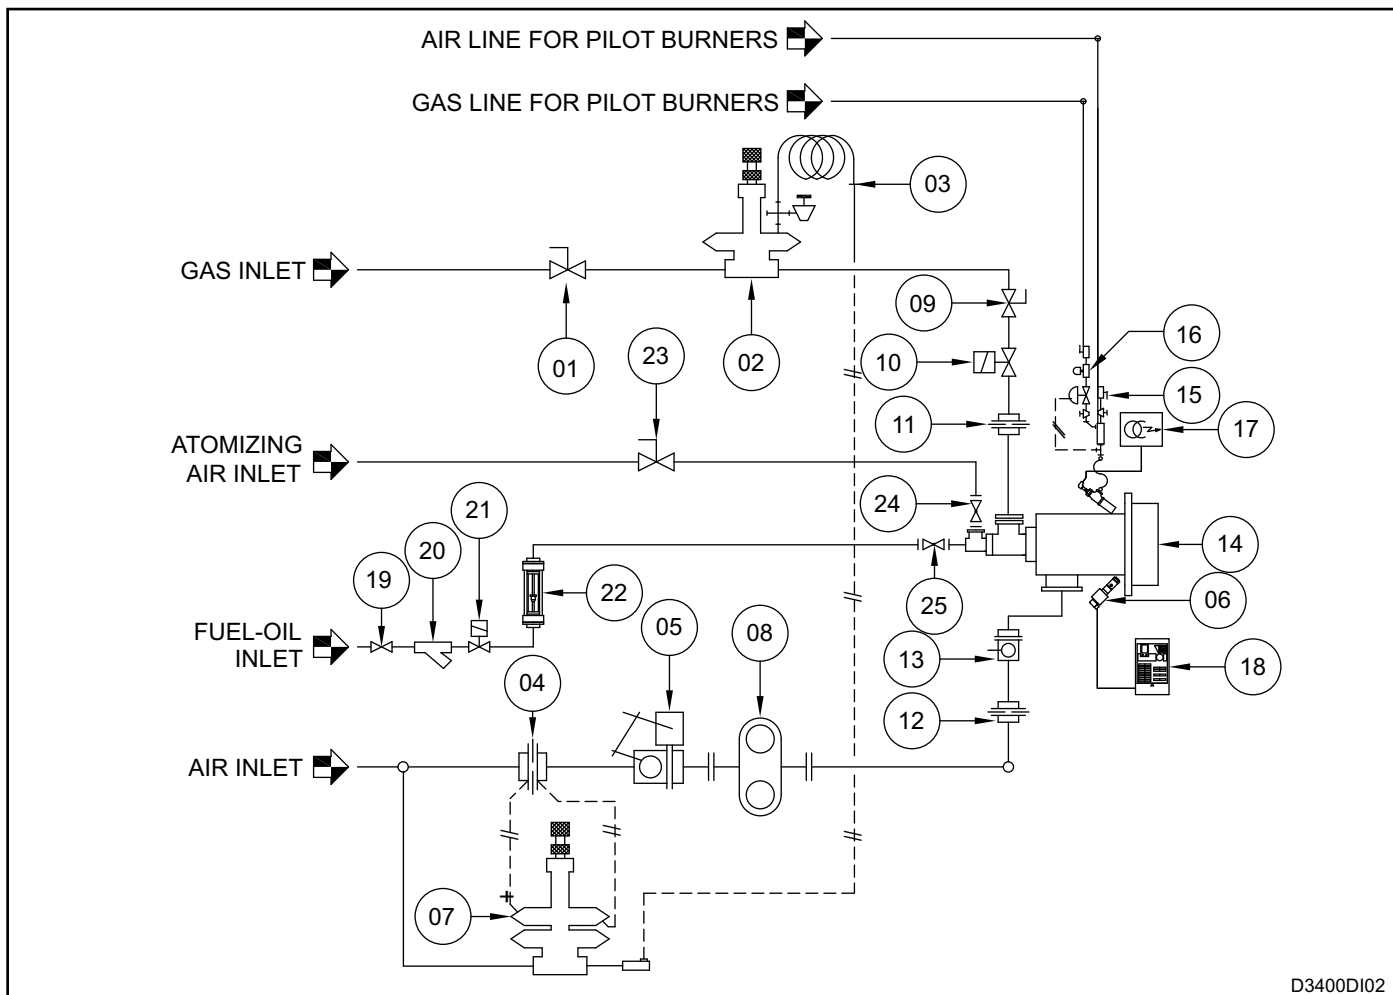 AIR LINE FOR PILOT BURNERS
GAS LINE FOR PILOT BURNERS
03
GAS INLET
09
16
01
23
02
10
15
11
17
ATOMIZING
AIR INLET
21
24
20
14
19
22
25
06
05
08
FUEL-OIL
INLET
13
18
04
12
AIR INLET
07
D3400DI02